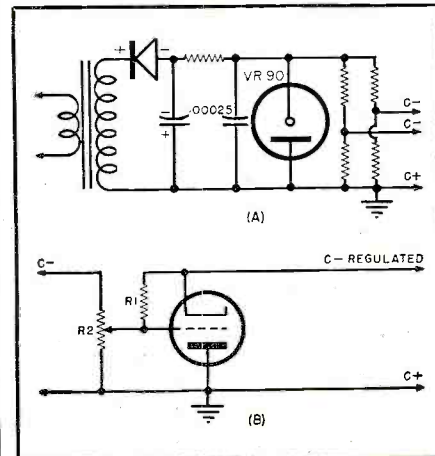 + -
VR 90
-
.00025
+
C-
C-
C+
(A)
C-
C- REGULATED
R1
R2
C+
(B)